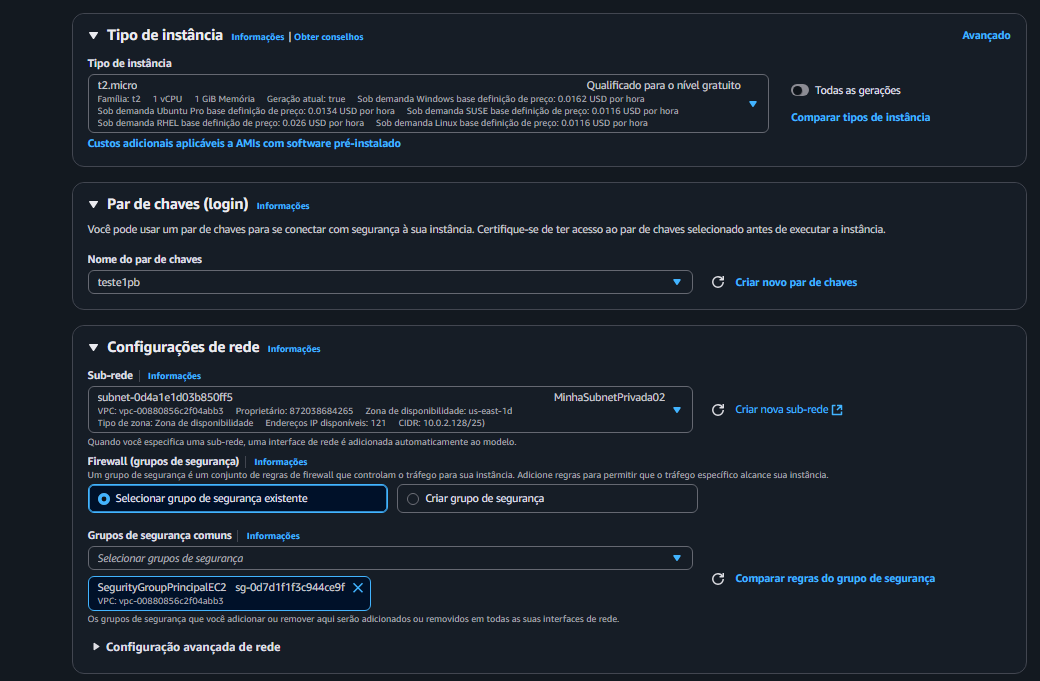 Tipo de instância Informações | Obter conselhos Avançado
Tipo de instância
t2.micro Qualificado para o nível gratuito
Família: t2 1 vCPU 1 GiB Memória Geração atual: true Sob demanda Windows base definição de preço: 0.0162 USD por hora
Sob demanda Ubuntu Pro base definição de preço: 0.0134 USD por hora Sob demanda SUSE base definição de preço: 0.0116 USD por hora
Sob demanda RHEL base definição de preço: 0.026 USD por hora Sob demanda Linux base definição de preço: 0.0116 USD por hora
Todas as gerações
Comparar tipos de instância
Custos adicionais aplicáveis a AMIs com software pré-instalado
Par de chaves (login) Informações
Você pode usar um par de chaves para se conectar com segurança à sua instância. Certifique-se de ter acesso ao par de chaves selecionado antes de executar a instância.
Nome do par de chaves
teste1pb
Criar novo par de chaves
Configurações de rede Informações
Sub-rede | Informações
subnet-0d4a1e1d03b850ff5 MinhaSubnetPrivada02
VPC: vpc-00880856c2f04abb3 Proprietário: 872038684265 Zona de disponibilidade: us-east-1d
Tipo de zona: Zona de disponibilidade Endereços IP disponíveis: 121 CIDR: 10.0.2.128/25)
Criar nova sub-rede
Quando você especifica uma sub-rede, uma interface de rede é adicionada automaticamente ao modelo.
Firewall (grupos de segurança) | Informações
Um grupo de segurança é um conjunto de regras de firewall que controlam o tráfego para sua instância. Adicione regras para permitir que o tráfego específico alcance sua instância.
Selecionar grupo de segurança existente
Criar grupo de segurança
Grupos de segurança comuns | Informações
Selecionar grupos de segurança
SegurityGroupPrincipalEC2 sg-0d7d1f1f3c944ce9f
VPC: vpc-00880856c2f04abb3
Comparar regras do grupo de segurança
Os grupos de segurança que você adicionar ou remover aqui serão adicionados ou removidos em todas as suas interfaces de rede.
Configuração avançada de rede